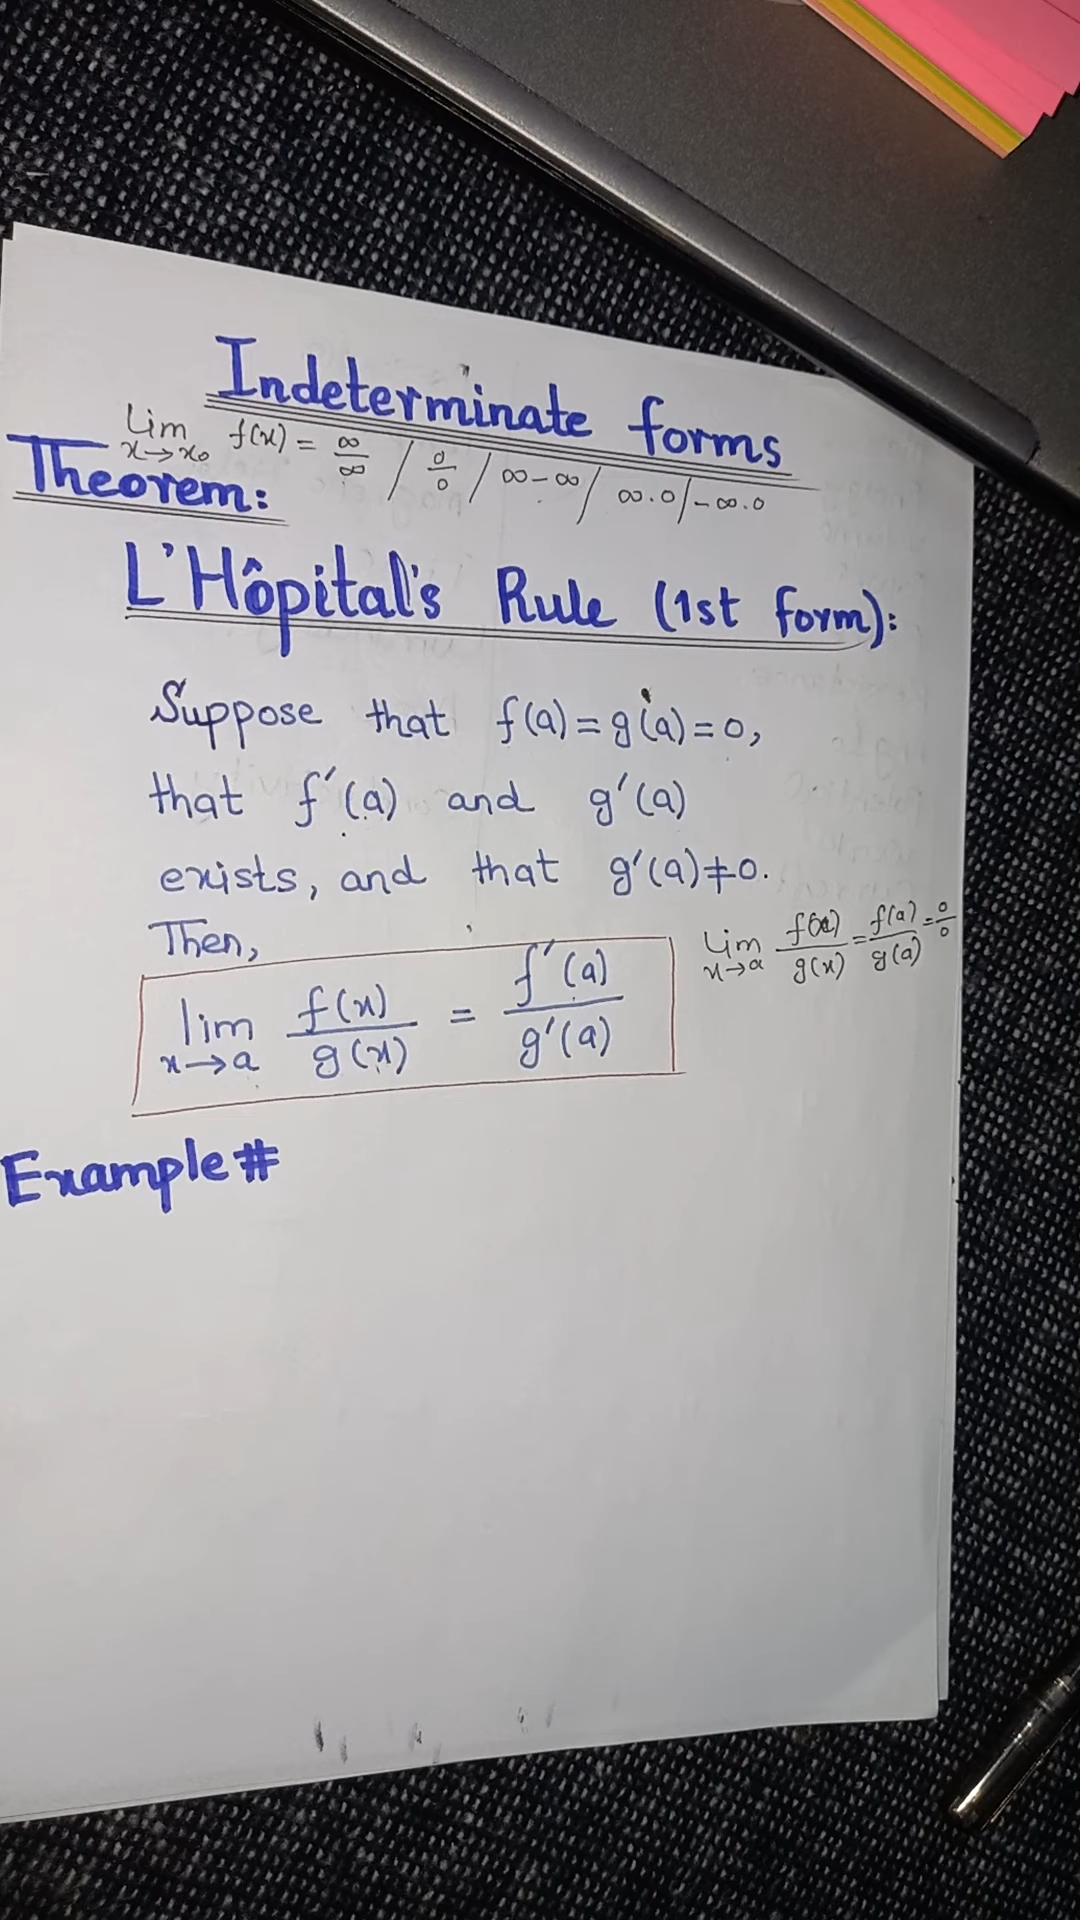 Indeterminate forms
Lim x→x₀ f(x) = ∞/∞ / 0/0 / ∞-∞ / ∞.0 / -∞.0
Theorem:
L'Hôpital's Rule (1st form):
Suppose that f(a) = g(a) = 0,
that f′(a) and g′(a)
exists, and that g′(a) ≠ 0.
Then,
Lim x→a f(x)/g(x) = f(a)/g(a) = 0/0
lim x→a f(x)/g(x) = f′(a)/g′(a)
Example#